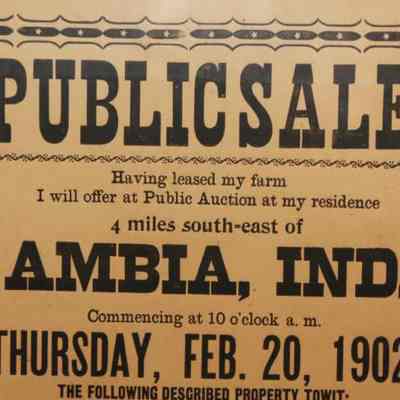 PUBLIC SALE
Having leased my farm
I will offer at Public Auction at my residence
4 miles south-east of
AMBIA, IND.
Commencing at 10 o'clock a. m.
THURSDAY, FEB. 20, 1902
THE FOLLOWING DESCRIBED PROPERTY TOWIT: